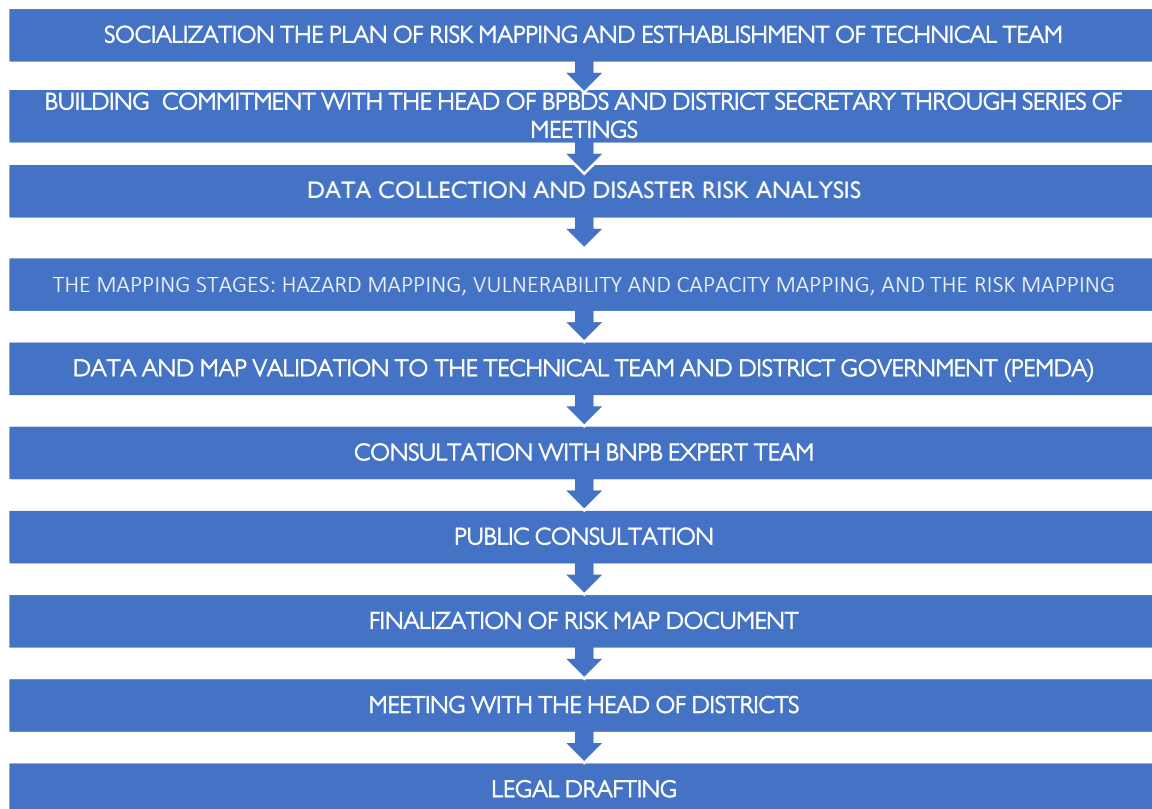 SOCIALIZATION THE PLAN OF RISK MAPPING AND ESTHABLISHMENT OF TECHNICAL TEAM
BUILDING COMMITMENT WITH THE HEAD OF BPBDS AND DISTRICT SECRETARY THROUGH SERIES OF
MEETINGS
DATA COLLECTION AND DISASTER RISK ANALYSIS
THE MAPPING STAGES: HAZARD MAPPING, VULNERABILITY AND CAPACITY MAPPING, AND THE RISK MAPPING
DATA AND MAP VALIDATION TO THE TECHNICAL TEAM AND DISTRICT GOVERNMENT (PEMDA)
CONSULTATION WITH BNPB EXPERT TEAM
PUBLIC CONSULTATION
FINALIZATION OF RISK MAP DOCUMENT
MEETING WITH THE HEAD OF DISTRICTS
LEGAL DRAFTING